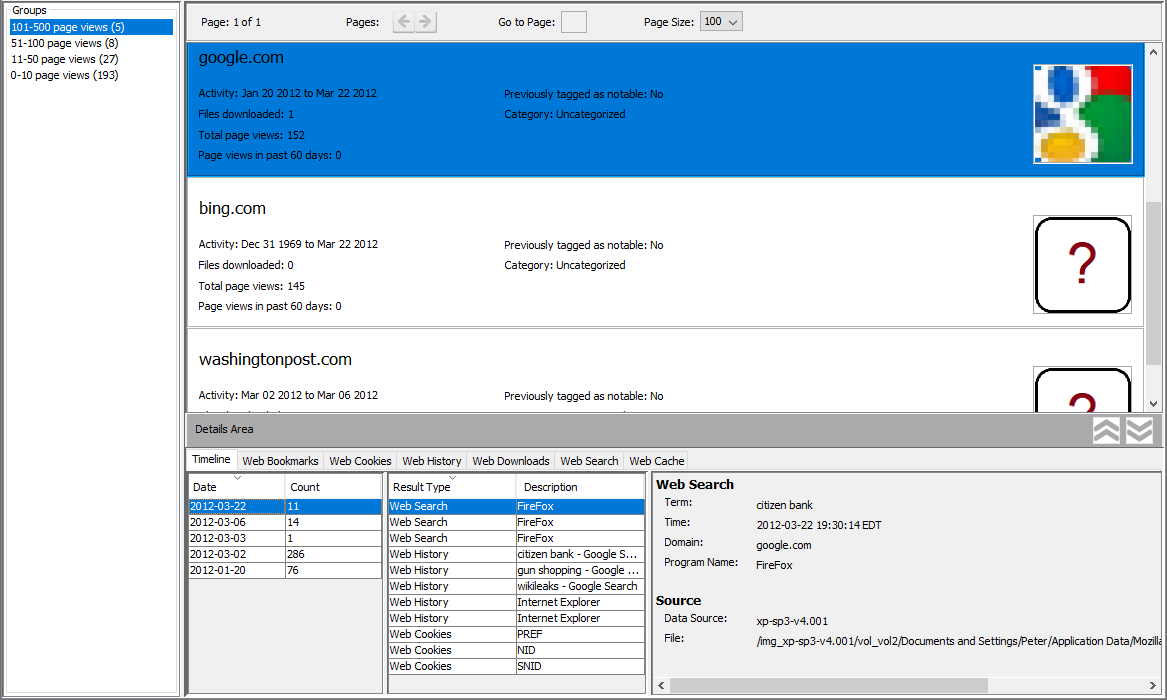 Groups
101-500 page views (5)
51-100 page views (8)
11-50 page views (27)
0-10 page views (193)
Page: 1 of 1 Pages: Go to Page: Page Size: 100
google.com
Activity: Jan 20 2012 to Mar 22 2012 Previously tagged as notable: No
Files downloaded: 1 Category: Uncategorized
Total page views: 152
Page views in past 60 days: 0
bing.com
Activity: Dec 31 1969 to Mar 22 2012 Previously tagged as notable: No
Files downloaded: 0 Category: Uncategorized
Total page views: 145
Page views in past 60 days: 0
?
washingtonpost.com
Activity: Mar 02 2012 to Mar 06 2012 Previously tagged as notable: No
Details Area
Timeline Web Bookmarks Web Cookies Web History Web Downloads Web Search Web Cache
Date Count
2012-03-22 11
2012-03-06 14
2012-03-03 1
2012-03-02 286
2012-01-20 76
Result Type Description
Web Search FireFox
Web Search FireFox
Web Search FireFox
Web History citizen bank - Google S...
Web History gun shopping - Google ...
Web History wikileaks - Google Search
Web History Internet Explorer
Web History Internet Explorer
Web Cookies PREF
Web Cookies NID
Web Cookies SNID
Web Search
Term: citizen bank
Time: 2012-03-22 19:30:14 EDT
Domain: google.com
Program Name: FireFox
Source
Data Source: xp-sp3-v4.001
File: /img_xp-sp3-v4.001/vol_vol2/Documents and Settings/Peter/Application Data/Mozilla